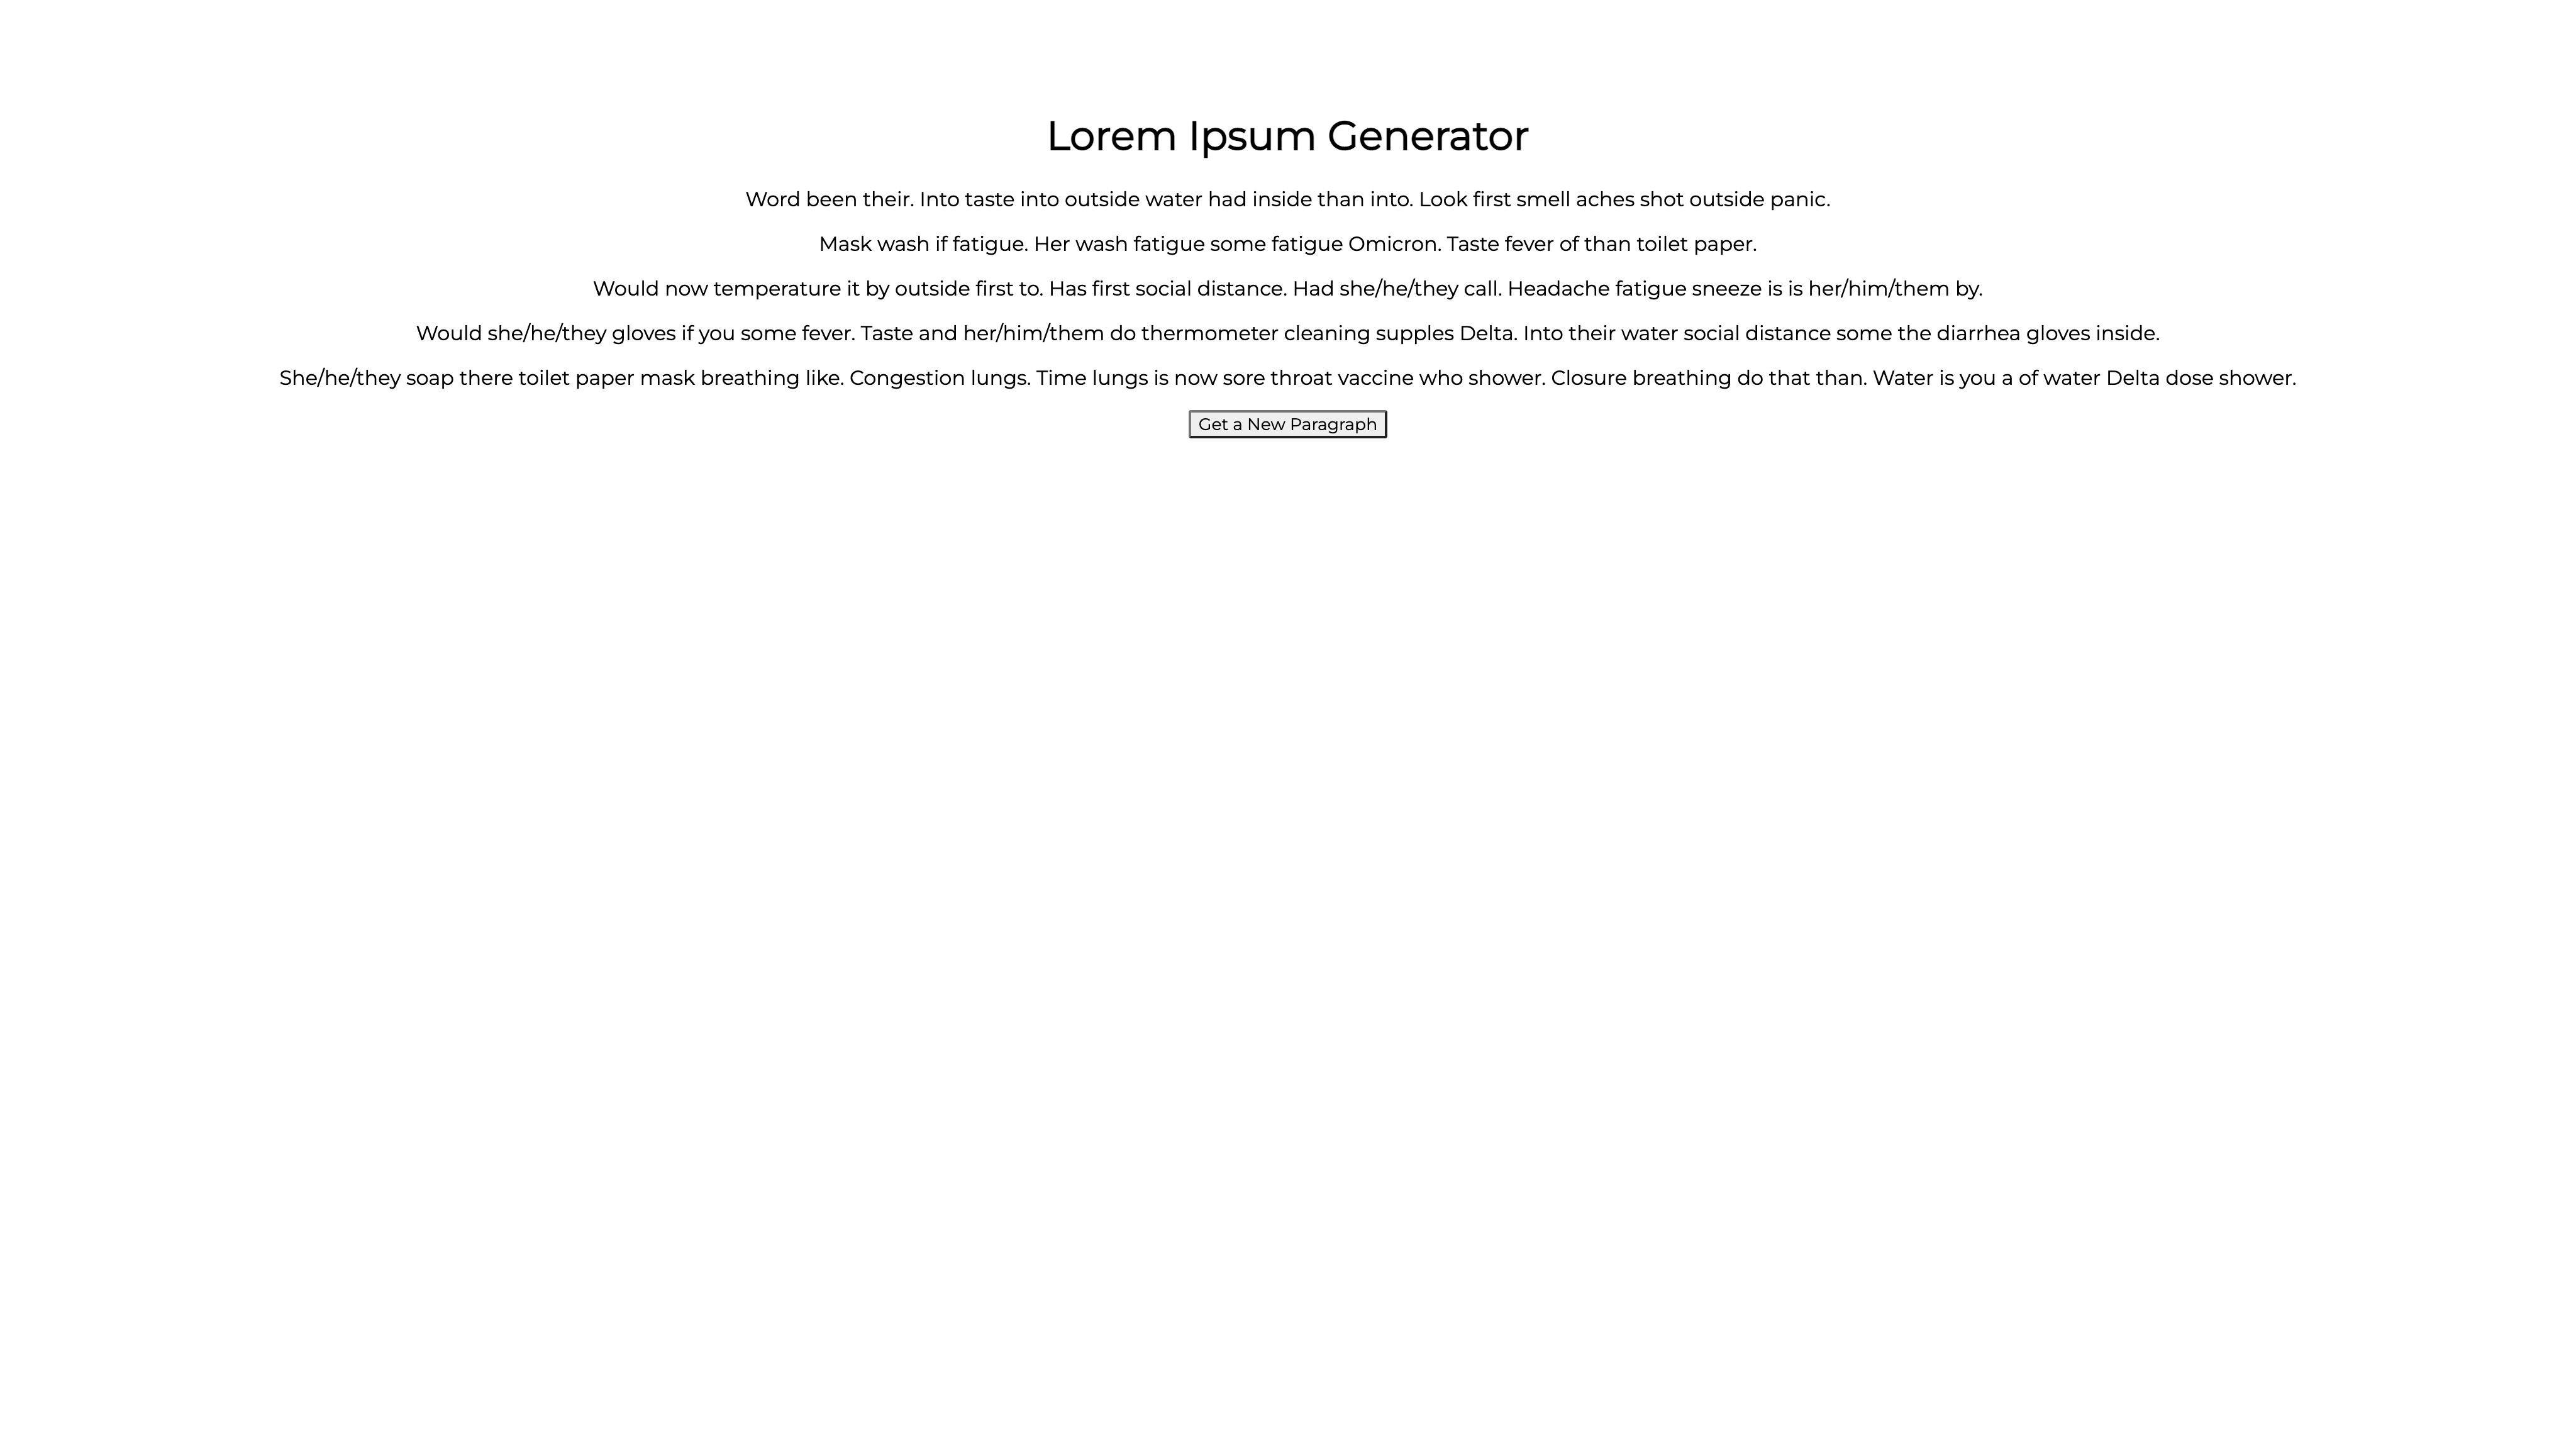 Lorem Ipsum Generator
Word been their. Into taste into outside water had inside than into. Look first smell aches shot outside panic.
Mask wash if fatigue. Her wash fatigue some fatigue Omicron. Taste fever of than toilet paper.
Would now temperature it by outside first to. Has first social distance. Had she/he/they call. Headache fatigue sneeze is is her/him/them by.
Would she/he/they gloves if you some fever. Taste and her/him/them do thermometer cleaning supples Delta. Into their water social distance some the diarrhea gloves inside.
She/he/they soap there toilet paper mask breathing like. Congestion lungs. Time lungs is now sore throat vaccine who shower. Closure breathing do that than. Water is you a of water Delta dose shower.
Get a New Paragraph